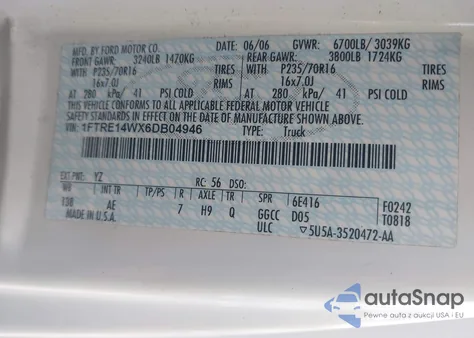 MFD. BY FORD MOTOR CO.
DATE: 06/06 GVWR: 6700LB/ 3039KG
FRONT GAWR: 3240LB 1470KG REAR GAWR: 3800LB 1724KG
WITH P235/70R16 TIRES WITH P235/70R16 TIRES
16x7.0J RIMS 16x7.0J RIMS
AT 280 kPa/ 41 PSI COLD AT 280 kPa/ 41 PSI COLD
THIS VEHICLE CONFORMS TO ALL APPLICABLE FEDERAL MOTOR VEHICLE
SAFETY STANDARDS IN EFFECT ON THE DATE OF MANUFACTURE SHOWN ABOVE.
VIN: 1FTRE14WX6DB04946
TYPE: Truck
EXT PNT: YZ RC: 56 DSO:
WB INT TR TP/PS R AXLE TR SPR 6E416 F0242
138 AE 7 H9 Q GGCC D05 T0818
MADE IN U.S.A. ULC 5U5A-3520472-AA
autoSnap
Pewne auta z USA i EU